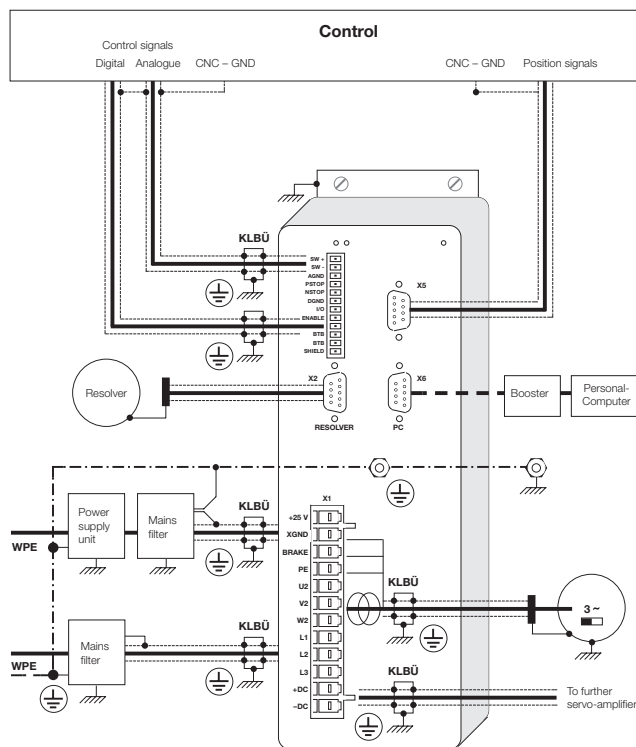 Control
Control signals
Digital Analogue CNC – GND
CNC – GND Position signals
KLBÜ
SW +
SW -
AGND
PSTOP
NSTOP
DGND
I/O
ENABLE
BTB
BTB
SHIELD
X5
Resolver
X2
RESOLVER
X6
PC
Booster
Personal-
Computer
Power
supply
unit
Mains
filter
WPE
KLBÜ
X1
+25 V
XGND
BRAKE
PE
U2
V2
W2
L1
L2
L3
+DC
–DC
KLBÜ
3 ~
Mains
filter
WPE
KLBÜ
KLBÜ
To further
servo-amplifier